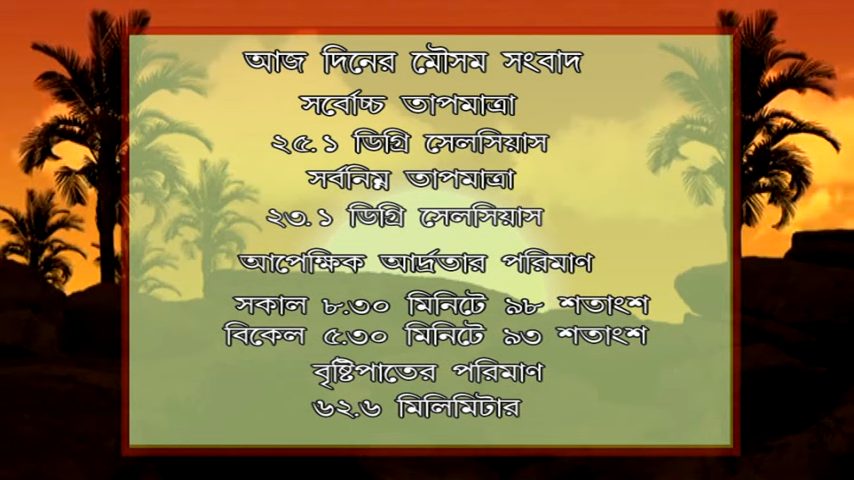 আজ দিনের মৌসম সংবাদ
সর্বোচ্চ তাপমাত্রা
২৫.১ ডিগ্রি সেলসিয়াস
সর্বনিম্ন তাপমাত্রা
২৩.১ ডিগ্রি সেলসিয়াস
আপেক্ষিক আর্দ্রতার পরিমাণ
সকাল ৮.৩০ মিনিটে ৯৮ শতাংশ
বিকেল ৫.৩০ মিনিটে ৯৩ শতাংশ
বৃষ্টিপাতের পরিমাণ
৬২.৬ মিলিমিটার